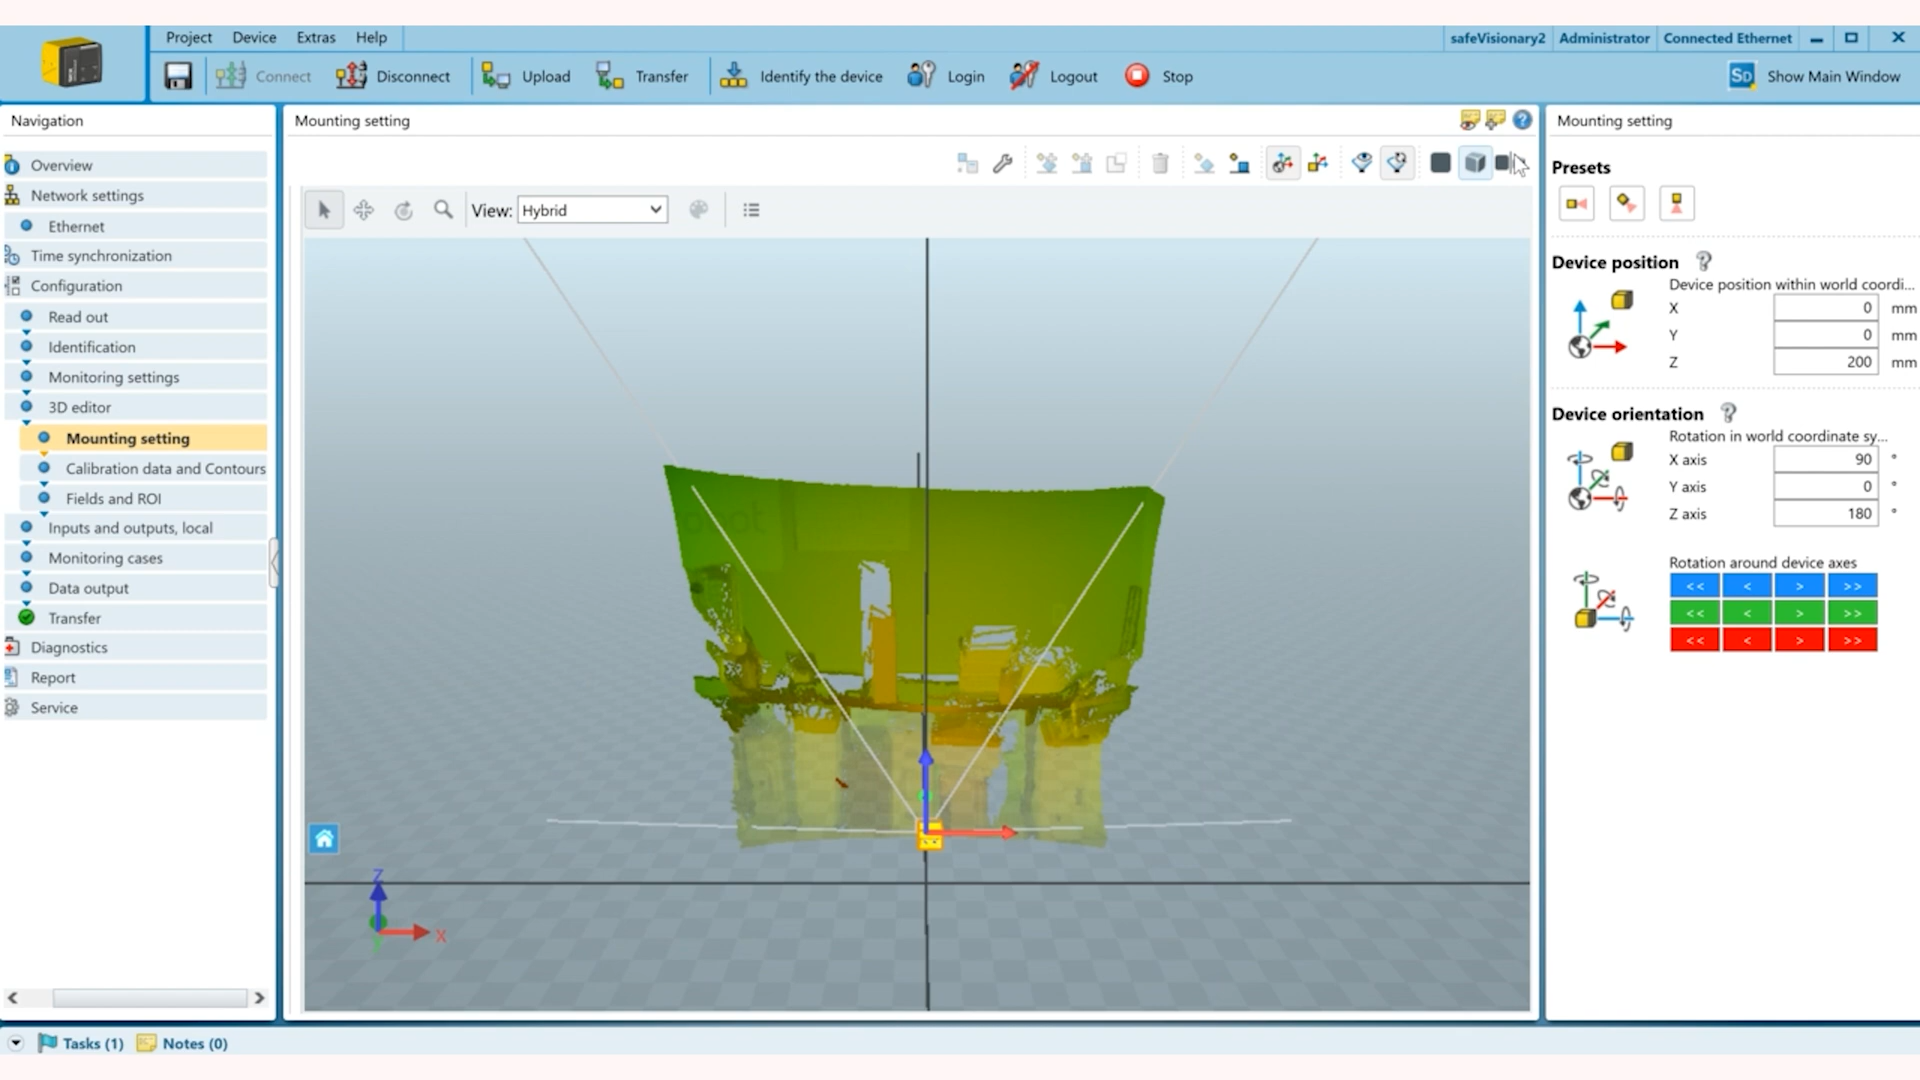 Project Device Extras Help
safeVisionary2 Administrator Connected Ethernet
Connect Disconnect Upload Transfer Identify the device Login Logout Stop
SD Show Main Window
Navigation
Overview
Network settings
Ethernet
Time synchronization
Configuration
Read out
Identification
Monitoring settings
3D editor
Mounting setting
Calibration data and Contours
Fields and ROI
Inputs and outputs, local
Monitoring cases
Data output
Transfer
Diagnostics
Report
Service
Mounting setting
View: Hybrid
Z
X
Y
Mounting setting
Presets
Device position
Device position within world coordi...
X 0 mm
Y 0 mm
Z 200 mm
Device orientation
Rotation in world coordinate sy...
X axis 90 °
Y axis 0 °
Z axis 180 °
Rotation around device axes
<< < > >>
<< < > >>
<< < > >>
Tasks (1) Notes (0)